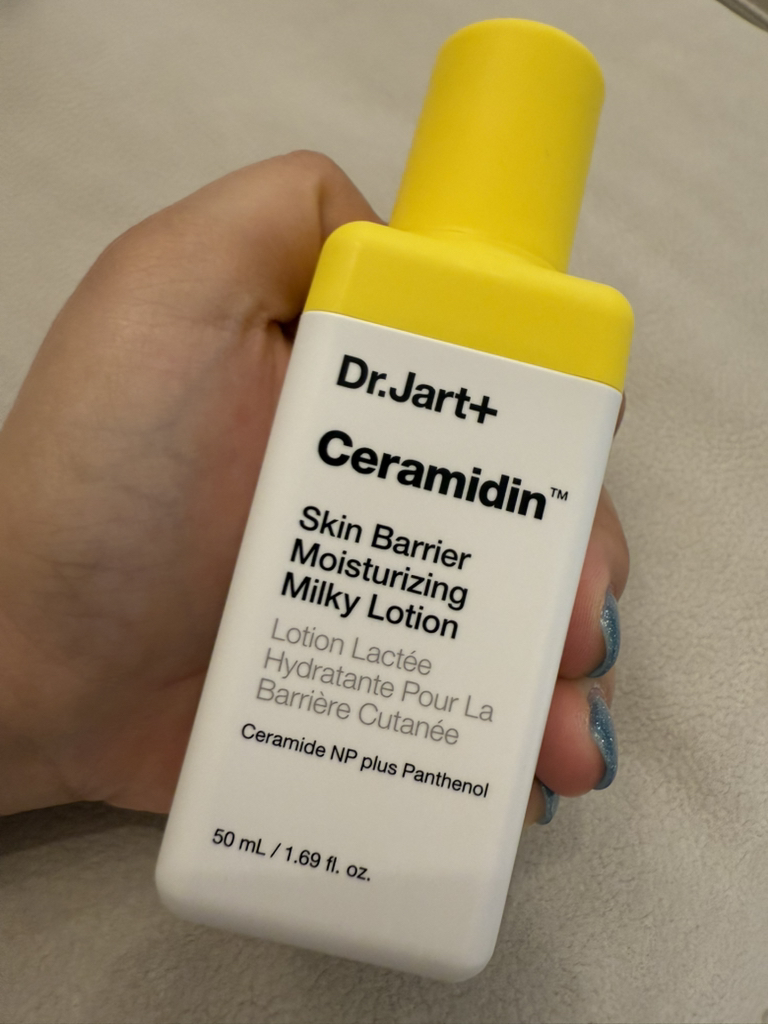 Dr.Jart+
Ceramidin™
Skin Barrier
Moisturizing
Milky Lotion
Lotion Lactée
Hydratante Pour La
Barrière Cutanée
Ceramide NP plus Panthenol
50 mL / 1.69 fl. oz.